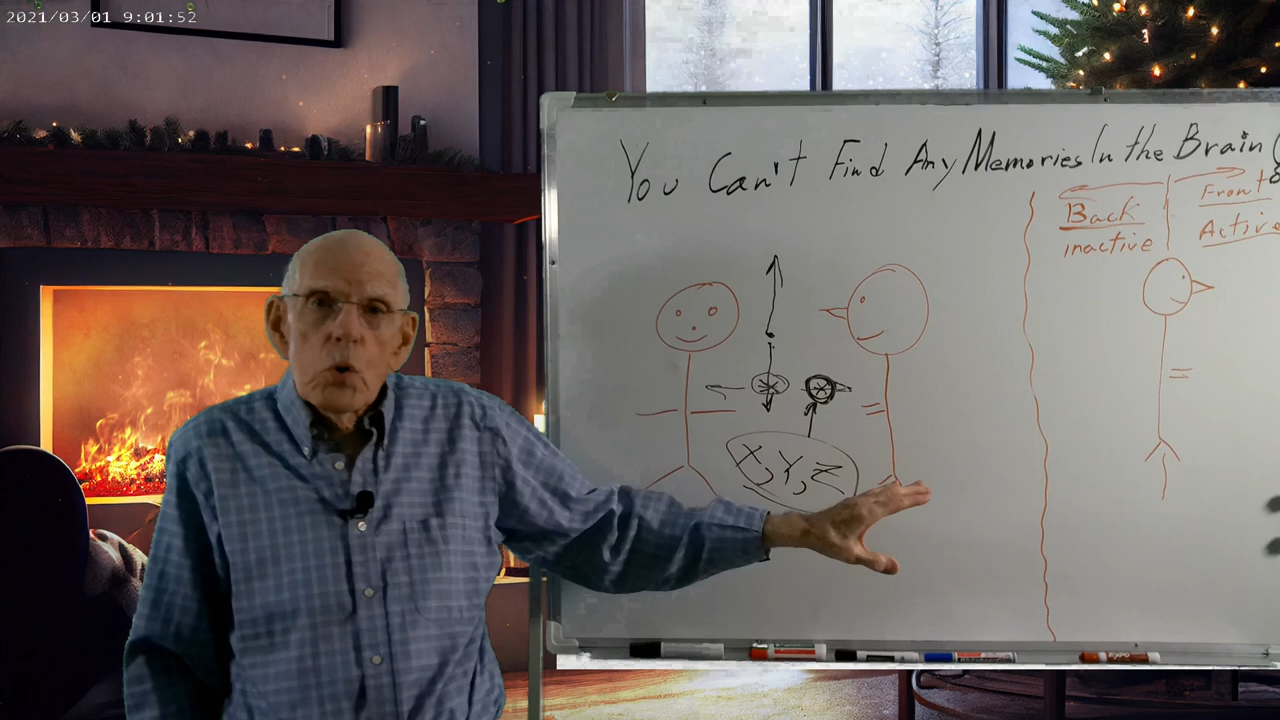 2021/03/01 9:01:52
You Can't Find Any Memories In the Brain (
Back
inactive
Front
Active
X, Y, Z